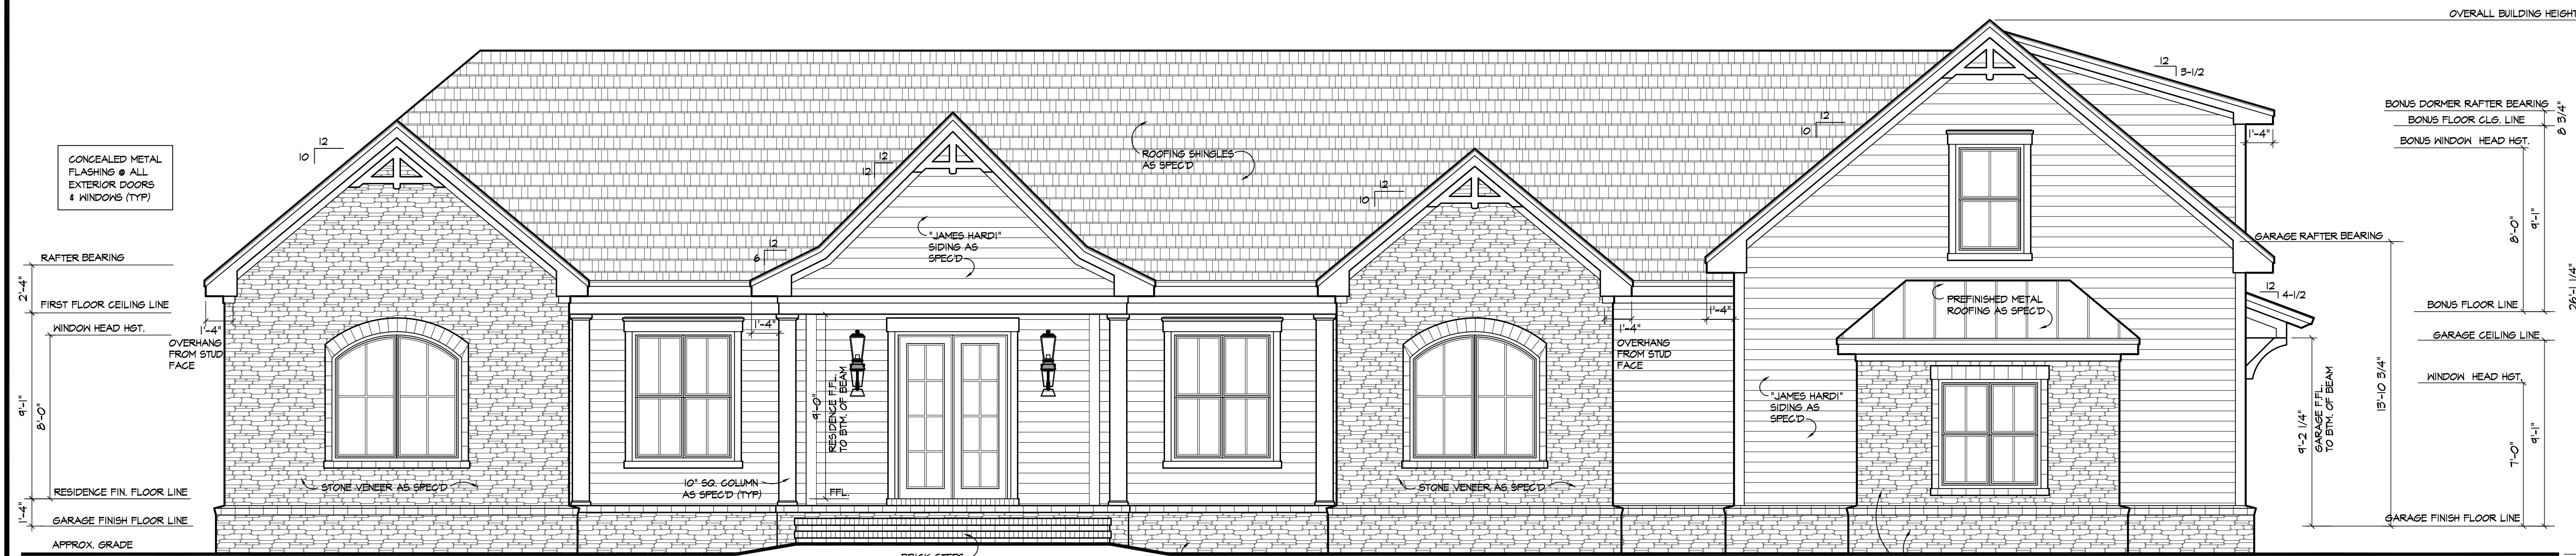 OVERALL BUILDING HEIGHT
12
3-1/2
BONUS DORMER RAFTER BEARING
BONUS FLOOR CLG. LINE
8 3/4"
1'-4"
BONUS WINDOW HEAD HGT.
CONCEALED METAL
FLASHING @ ALL
EXTERIOR DOORS
& WINDOWS (TYP)
12
10
12
12
ROOFING SHINGLES
AS SPEC'D
12
10
12
10
"JAMES HARDI"
SIDING AS
SPEC'D
12
6
8'-0"
9'-1"
GARAGE RAFTER BEARING
RAFTER BEARING
2'-4"
FIRST FLOOR CEILING LINE
WINDOW HEAD HGT.
1'-4"
OVERHANG
FROM STUD
FACE
1'-4"
1'-4"
OVERHANG
FROM STUD
FACE
1'-4"
PREFINISHED METAL
ROOFING AS SPEC'D
12
4-1/2
BONUS FLOOR LINE
26'-1 1/4"
GARAGE CEILING LINE
WINDOW HEAD HGT.
9'-1"
8'-0"
9'-0"
RESIDENCE F.F.L.
TO BTM. OF BEAM
"JAMES HARDI"
SIDING AS
SPEC'D
9'-2 1/4"
GARAGE F.F.L.
TO BTM. OF BEAM
13'-10 3/4"
7'-0"
9'-1"
STONE VENEER AS SPEC'D
10" SQ. COLUMN
AS SPEC'D (TYP)
FFL.
STONE VENEER AS SPEC'D
RESIDENCE FIN. FLOOR LINE
1'-4"
GARAGE FINISH FLOOR LINE
GARAGE FINISH FLOOR LINE
APPROX. GRADE
BRICK STEPS